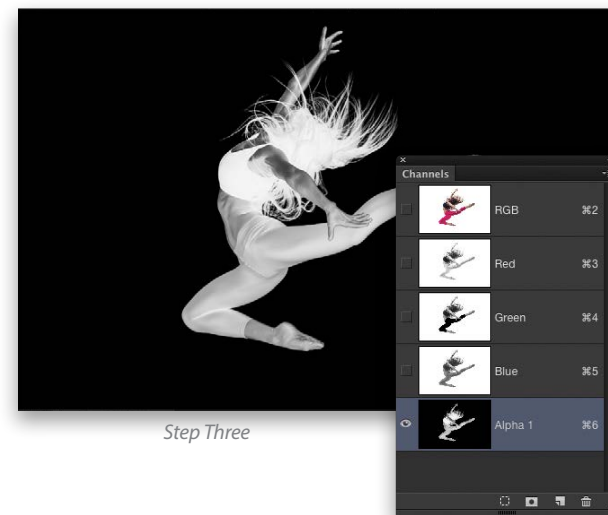 Channels
RGB ⌘2
Red ⌘3
Green ⌘4
Blue ⌘5
Alpha 1 ⌘6
Step Three